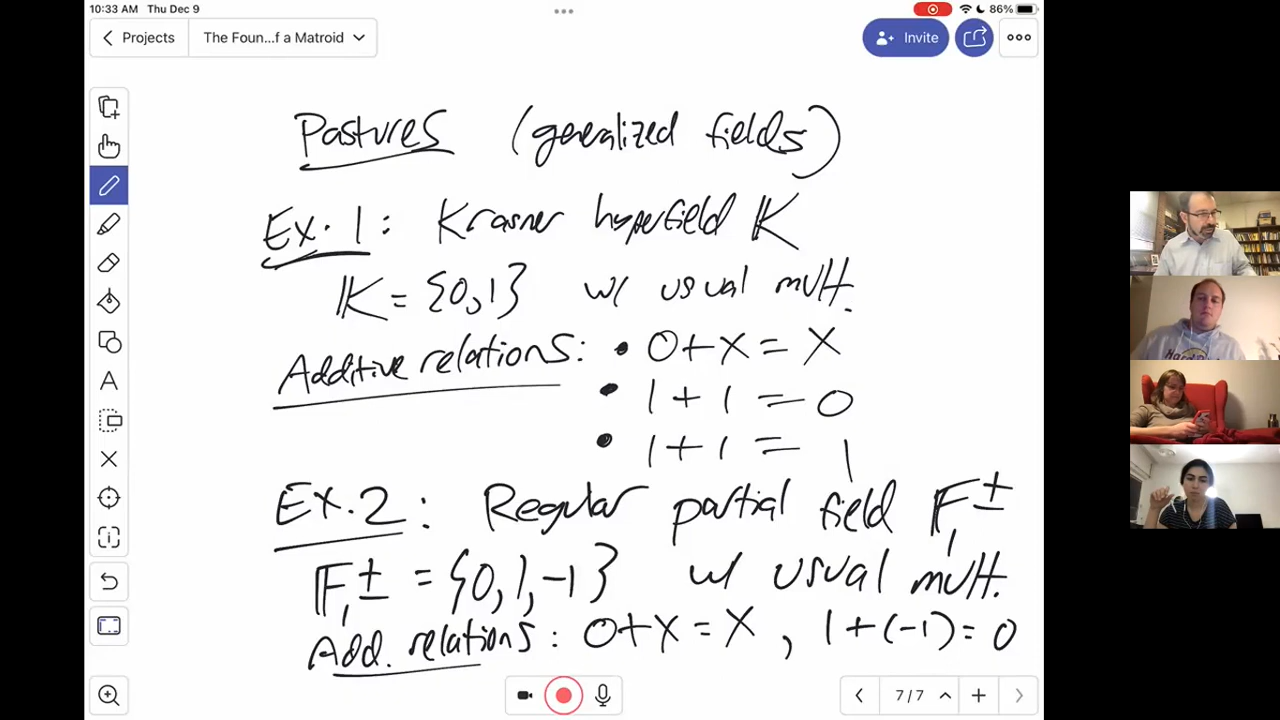 10:33 AM Thu Dec 9
86%
Projects
The Foun...f a Matroid
Invite
Pastures (generalized fields)
Ex. 1: Krasner hyperfield 𝕂
𝕂 = {0,1} w/ usual mult.
Additive relations: • 0+x=x
• 1+1=0
• 1+1=1
Ex. 2: Regular partial field 𝔽₁^±
𝔽₁^± = {0,1,-1} w/ usual mult.
Add. relations: 0+x=x, 1+(-1)=0
A
7/7